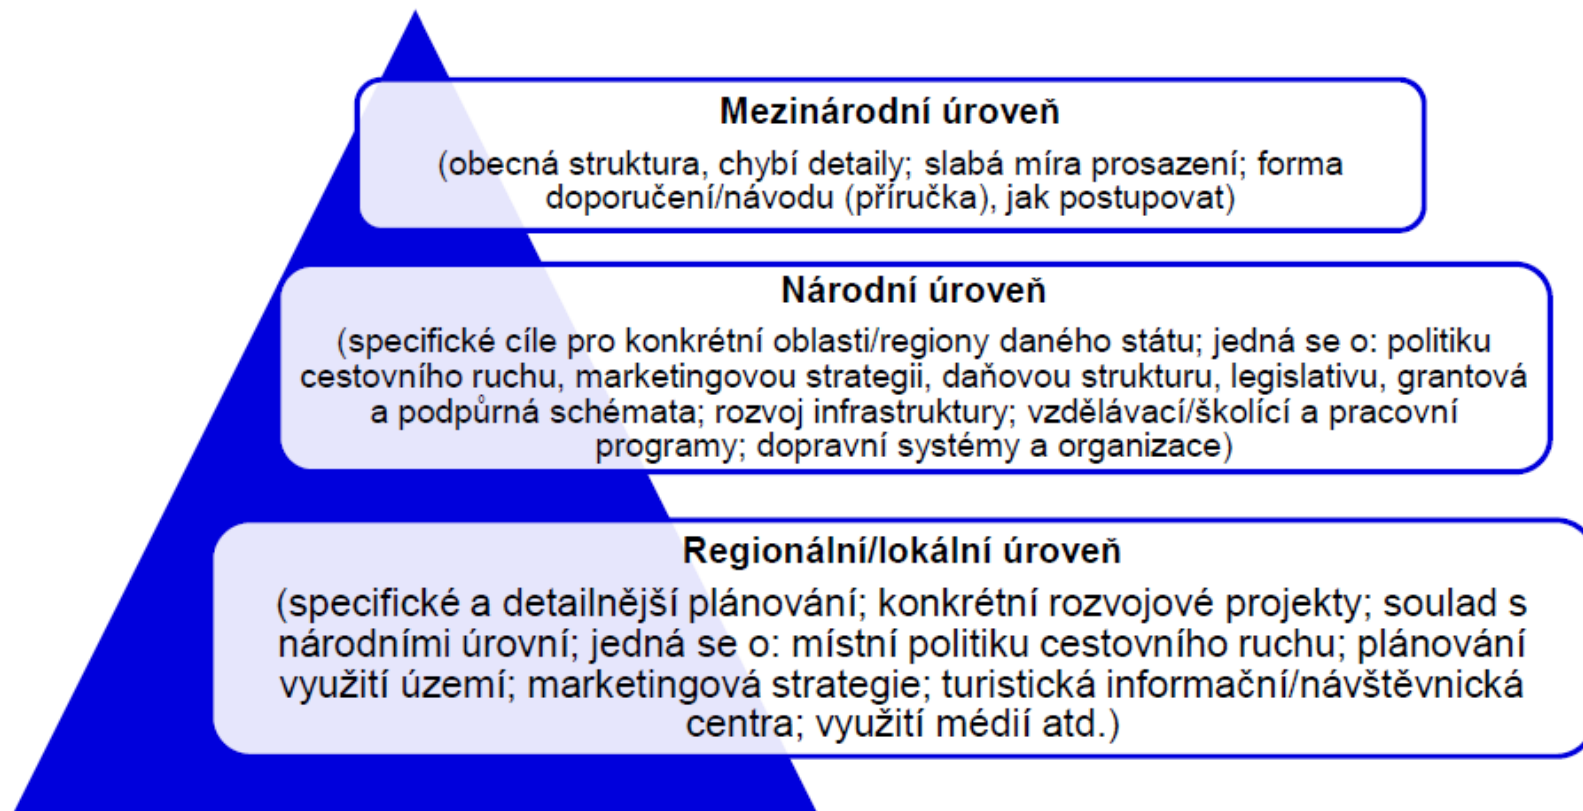 Mezinárodní úroveň
(obecná struktura, chybí detaily; slabá míra prosazení; forma
doporučení/návodu (příručka), jak postupovat)
Národní úroveň
(specifické cíle pro konkrétní oblasti/regiony daného státu; jedná se o: politiku
cestovního ruchu, marketingovou strategii, daňovou strukturu, legislativu, grantová
a podpůrná schémata; rozvoj infrastruktury; vzdělávací/školící a pracovní
programy; dopravní systémy a organizace)
Regionální/lokální úroveň
(specifické a detailnější plánování; konkrétní rozvojové projekty; soulad s
národními úrovní; jedná se o: místní politiku cestovního ruchu; plánování
využití území; marketingová strategie; turistická informační/návštěvnická
centra; využití médií atd.)